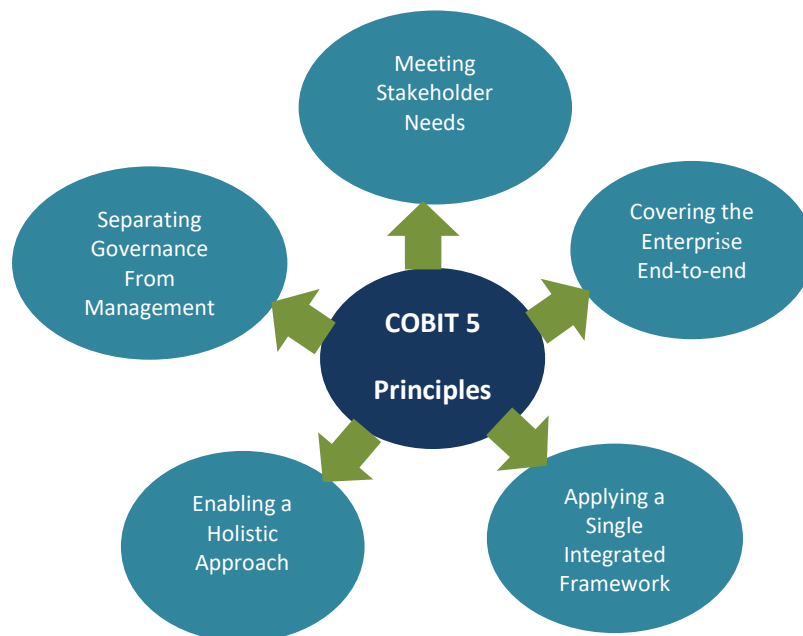 Meeting
Stakeholder
Needs
Covering the
Enterprise
End-to-end
Separating
Governance
From
Management
COBIT 5
Principles
Enabling a
Holistic
Approach
Applying a
Single
Integrated
Framework